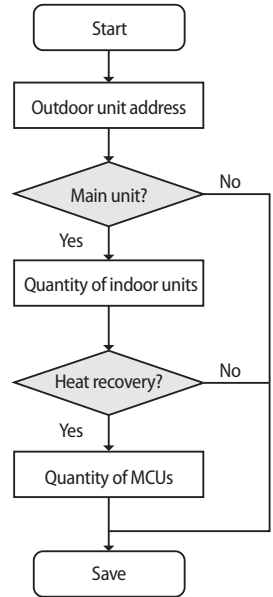 Start
Outdoor unit address
Main unit?
No
Yes
Quantity of indoor units
Heat recovery?
No
Yes
Quantity of MCUs
Save